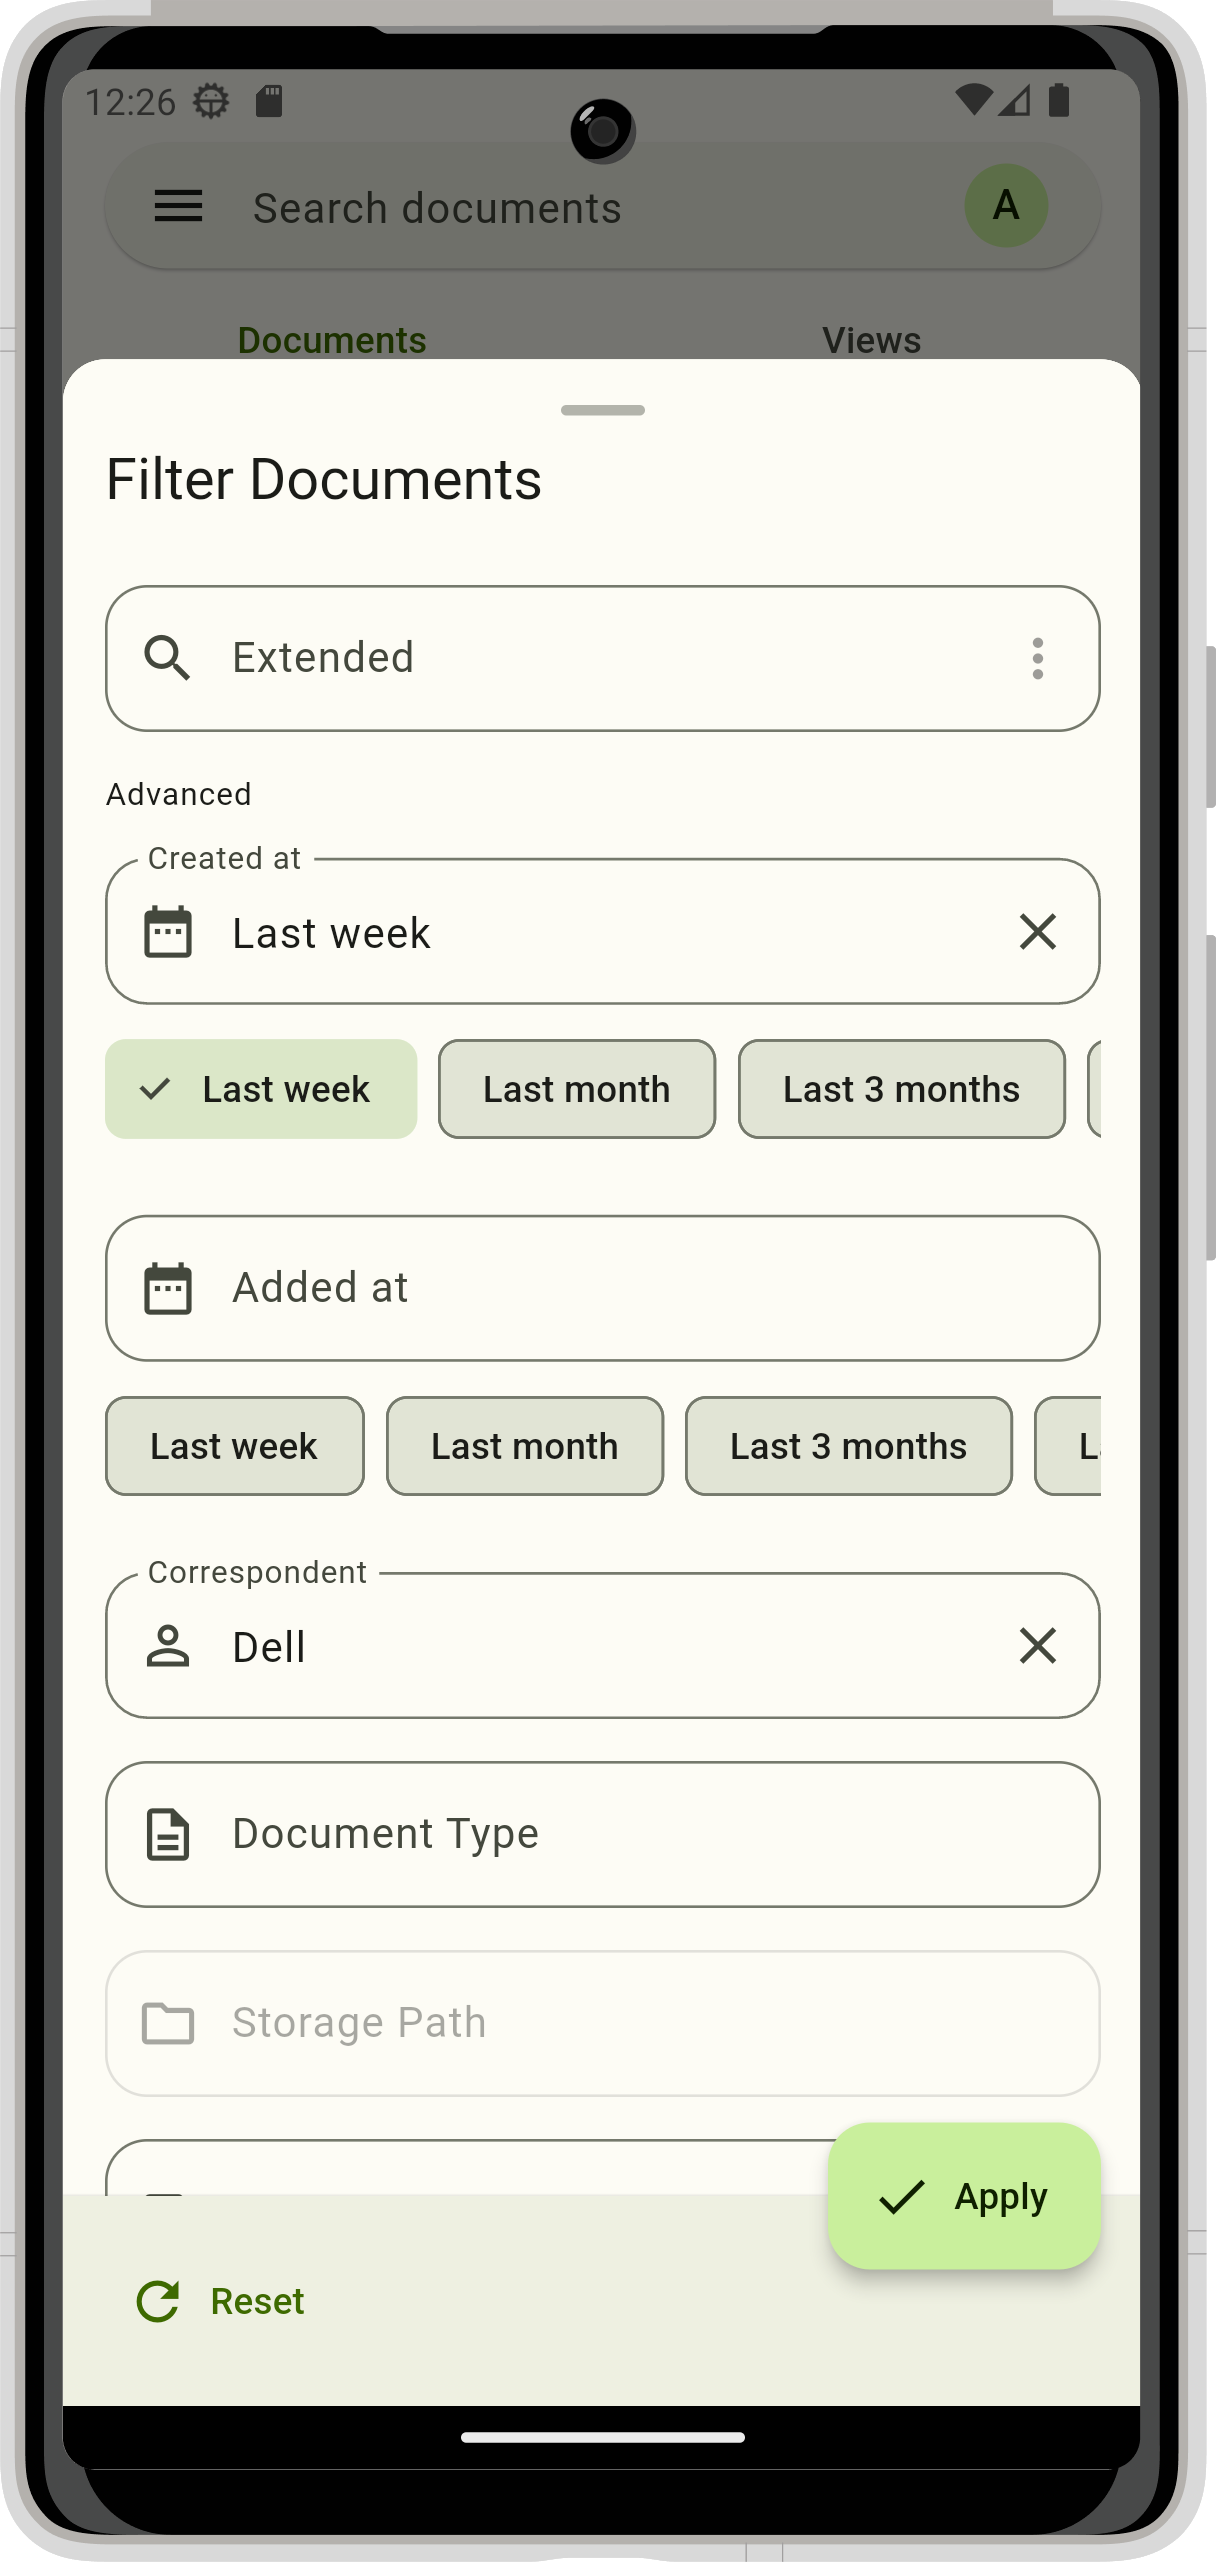 12:26
Search documents
A
Documents
Views
Filter Documents
Extended
Advanced
Created at
Last week
Last week
Last month
Last 3 months
Added at
Last week
Last month
Last 3 months
Correspondent
Dell
Document Type
Storage Path
Apply
Reset